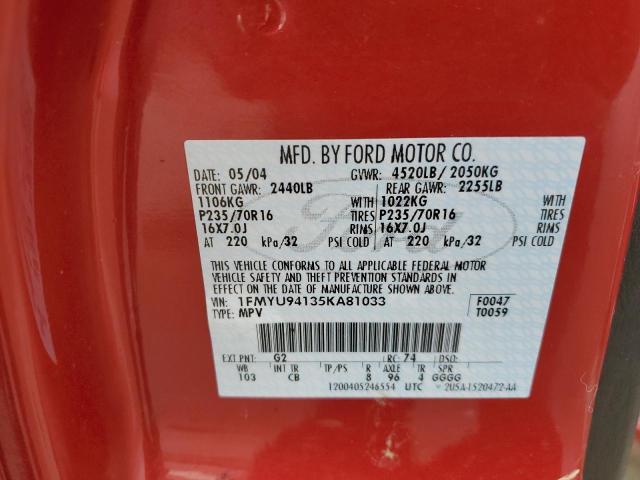 MFD. BY FORD MOTOR CO.
DATE: 05/04 GVWR: 4520LB/ 2050KG
FRONT GAWR: 2440LB REAR GAWR: 2255LB
1106KG WITH 1022KG WITH
P235/70R16 TIRES P235/70R16 TIRES
16X7.0J RIMS 16X7.0J RIMS
AT 220 kPa/32 PSI COLD AT 220 kPa/32 PSI COLD
THIS VEHICLE CONFORMS TO ALL APPLICABLE FEDERAL MOTOR
VEHICLE SAFETY AND THEFT PREVENTION STANDARDS IN
EFFECT ON THE DATE OF MANUFACTURE SHOWN ABOVE.
VIN: 1FMYU94135KA81033 F0047
TYPE: MPV T0059
EXT PNT: G2 RC: 74 DSO:
WB INT TR TP/PS R AXLE TR SPR
103 CB 8 96 4 GGGG
1200405246554 UTC 2U5A-1520472-AA
Ford